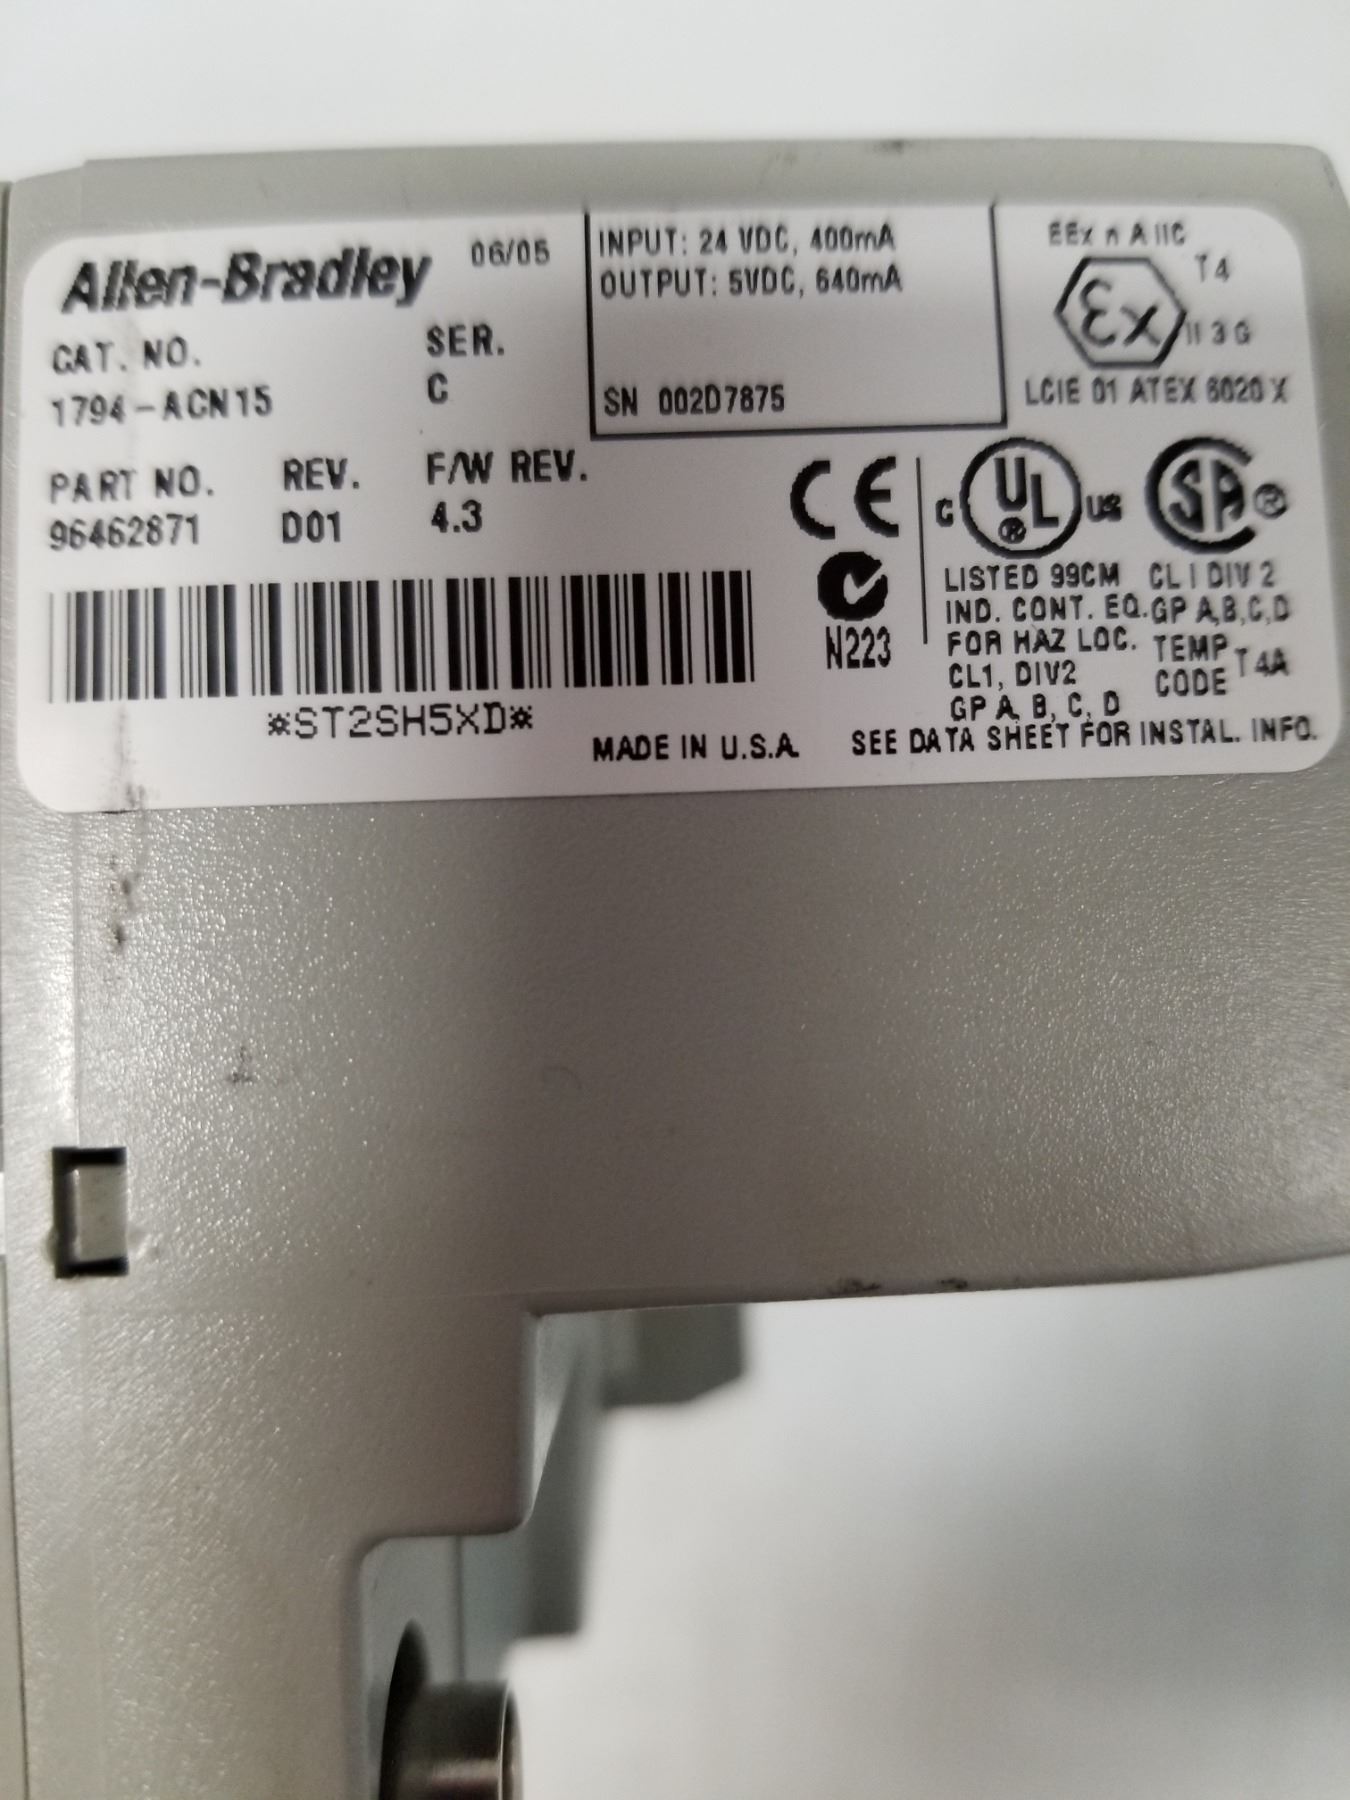 Allen-Bradley 06/05
CAT. NO. SER.
1794-ACN15 C
PART NO. REV. F/W REV.
96462871 D01 4.3
*ST2SH5XD*
INPUT: 24 VDC, 400mA
OUTPUT: 5VDC, 640mA
SN 002D7875
EEx n A IIC
T4
Ex II 3 G
LCIE 01 ATEX 6020 X
CE
N223
C UL ® US
LISTED 99CM
IND. CONT. EQ.
FOR HAZ LOC.
CL1, DIV2
GP A, B, C, D
SA ®
CL I DIV 2
GP A,B,C,D
TEMP
CODE T4A
MADE IN U.S.A.
SEE DATA SHEET FOR INSTAL. INFO.